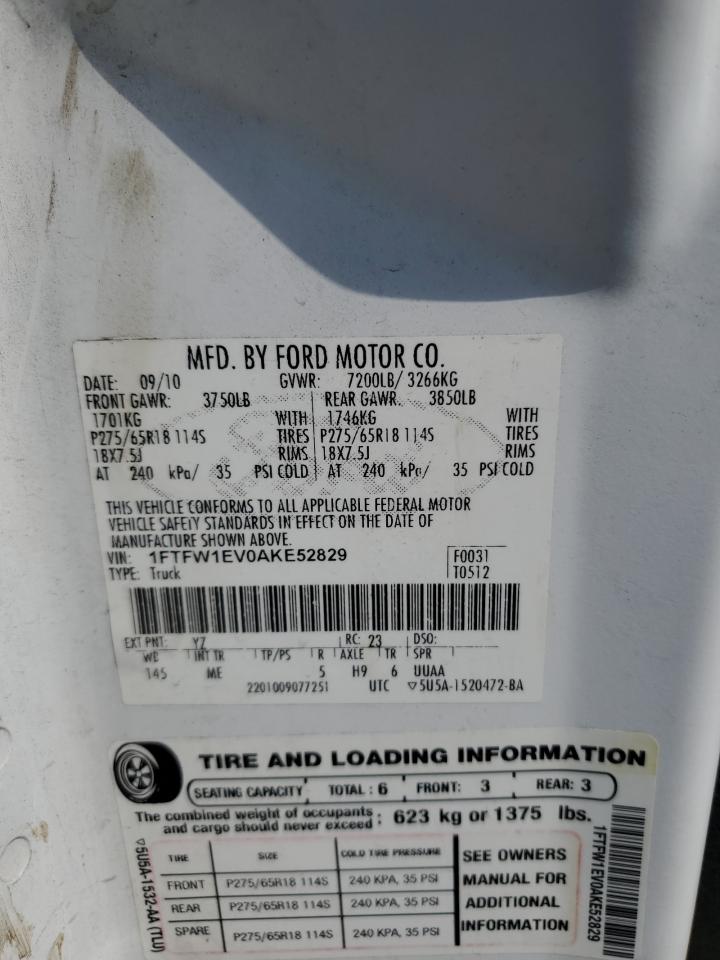 MFD. BY FORD MOTOR CO.
DATE: 09/10 GVWR: 7200LB/ 3266KG
FRONT GAWR: 3750LB REAR GAWR: 3850LB
1701KG WITH 1746KG WITH
P275/65R18 114S TIRES P275/65R18 114S TIRES
18X7.5J RIMS 18X7.5J RIMS
AT 240 kPa/ 35 PSI COLD AT 240 kPa/ 35 PSI COLD
THIS VEHICLE CONFORMS TO ALL APPLICABLE FEDERAL MOTOR
VEHICLE SAFETY STANDARDS IN EFFECT ON THE DATE OF
MANUFACTURE SHOWN ABOVE.
VIN: 1FTFW1EV0AKE52829 F0031
TYPE: Truck T0512
EXT PNT: YZ RC: 23 DSO:
WB INT TR TP/PS R AXLE TR SPR
145 ME 5 H9 6 UUAA
2201009077251 UTC ▽5U5A-1520472-BA
TIRE AND LOADING INFORMATION
SEATING CAPACITY TOTAL : 6 FRONT: 3 REAR: 3
The combined weight of occupants and cargo should never exceed : 623 kg or 1375 lbs.
TIRE SIZE COLD TIRE PRESSURE
FRONT P275/65R18 114S 240 KPA, 35 PSI
REAR P275/65R18 114S 240 KPA, 35 PSI
SPARE P275/65R18 114S 240 KPA, 35 PSI
SEE OWNERS
MANUAL FOR
ADDITIONAL
INFORMATION
▽5U5A-1532-AA (TLU)
1FTFW1EV0AKE52829